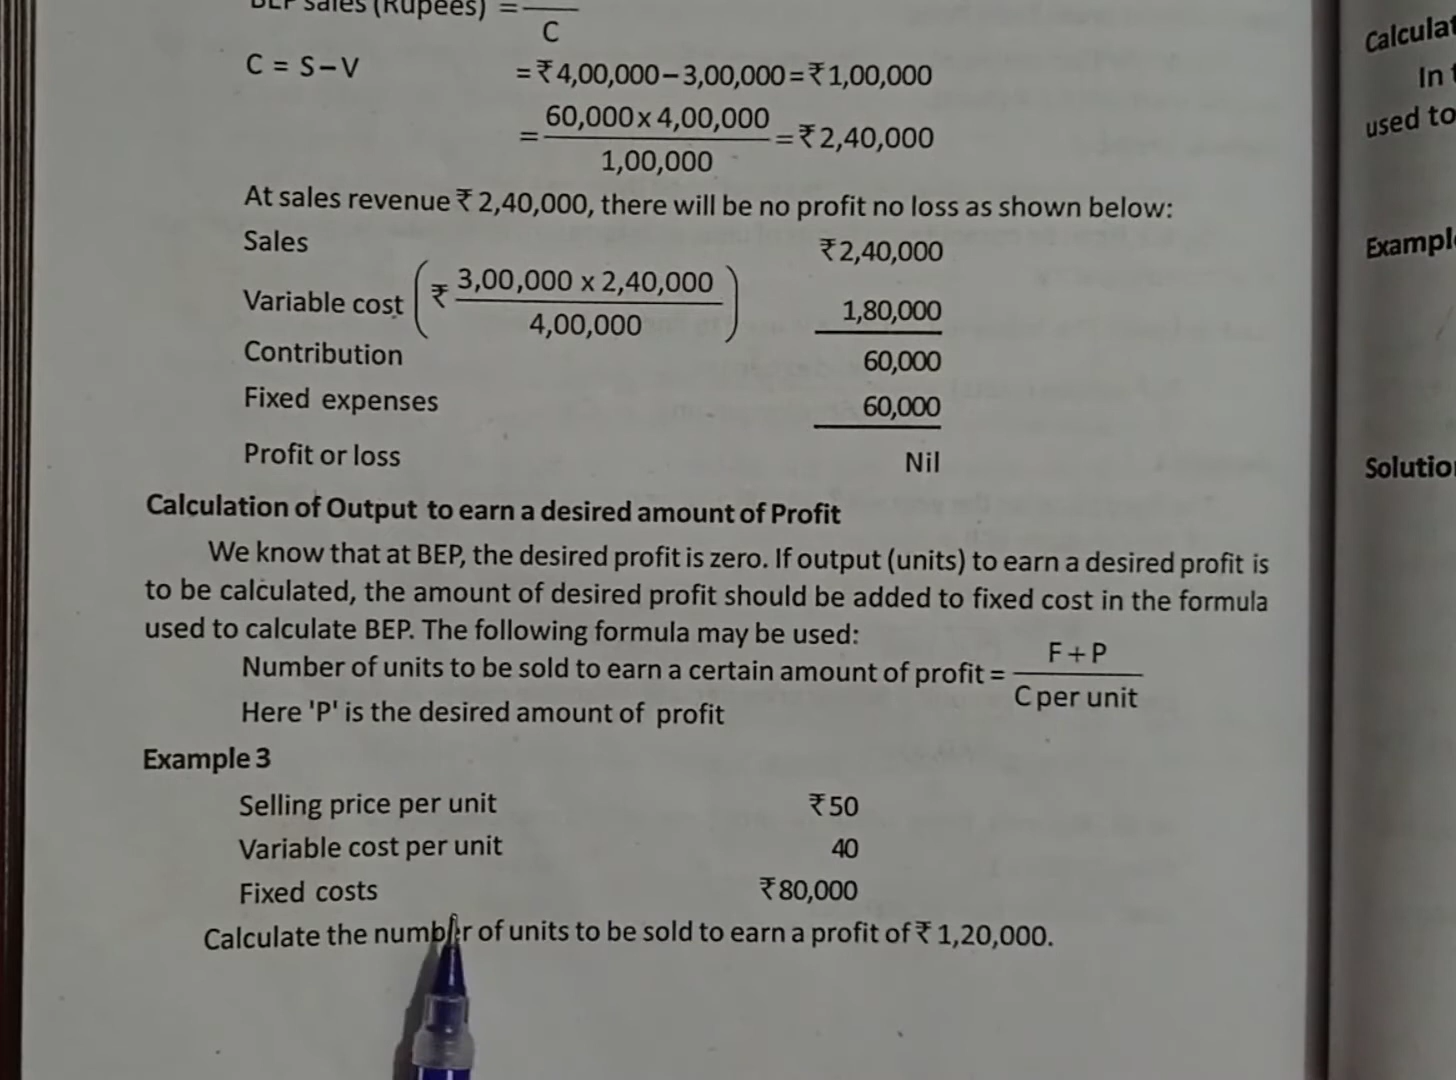 BEP Sales (Rupees) =
C
C = S – V = ₹ 4,00,000 – 3,00,000 = ₹ 1,00,000
= 60,000 x 4,00,000 / 1,00,000 = ₹ 2,40,000
At sales revenue ₹ 2,40,000, there will be no profit no loss as shown below:
Sales ₹ 2,40,000
Variable cost ( ₹ 3,00,000 x 2,40,000 / 4,00,000 ) 1,80,000
Contribution 60,000
Fixed expenses 60,000
Profit or loss Nil
Calculation of Output to earn a desired amount of Profit
We know that at BEP, the desired profit is zero. If output (units) to earn a desired profit is
to be calculated, the amount of desired profit should be added to fixed cost in the formula
used to calculate BEP. The following formula may be used:
Number of units to be sold to earn a certain amount of profit = F + P / C per unit
Here 'P' is the desired amount of profit
Example 3
Selling price per unit ₹ 50
Variable cost per unit 40
Fixed costs ₹ 80,000
Calculate the number of units to be sold to earn a profit of ₹ 1,20,000.
In
used to